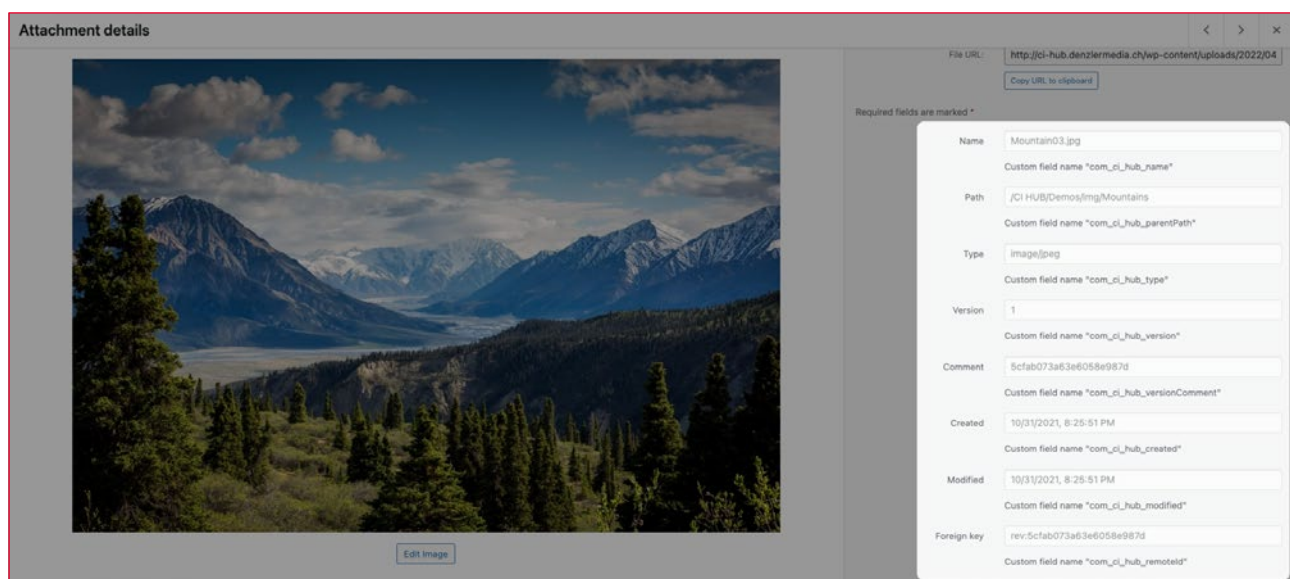 Attachment details
File URL:
http://ci-hub.denzlermedia.ch/wp-content/uploads/2022/04
Copy URL to clipboard
Required fields are marked *
Name
Mountain03.jpg
Custom field name "com_ci_hub_name"
Path
/CI HUB/Demos/img/Mountains
Custom field name "com_ci_hub_parentPath"
Type
image/jpeg
Custom field name "com_ci_hub_type"
Version
1
Custom field name "com_ci_hub_version"
Comment
5cfab073a63e6058e987d
Custom field name "com_ci_hub_versionComment"
Created
10/31/2021, 8:25:51 PM
Custom field name "com_ci_hub_created"
Modified
10/31/2021, 8:25:51 PM
Custom field name "com_ci_hub_modified"
Foreign key
rev:5cfab073a63e6058e987d
Custom field name "com_ci_hub_remoteId"
Edit Image